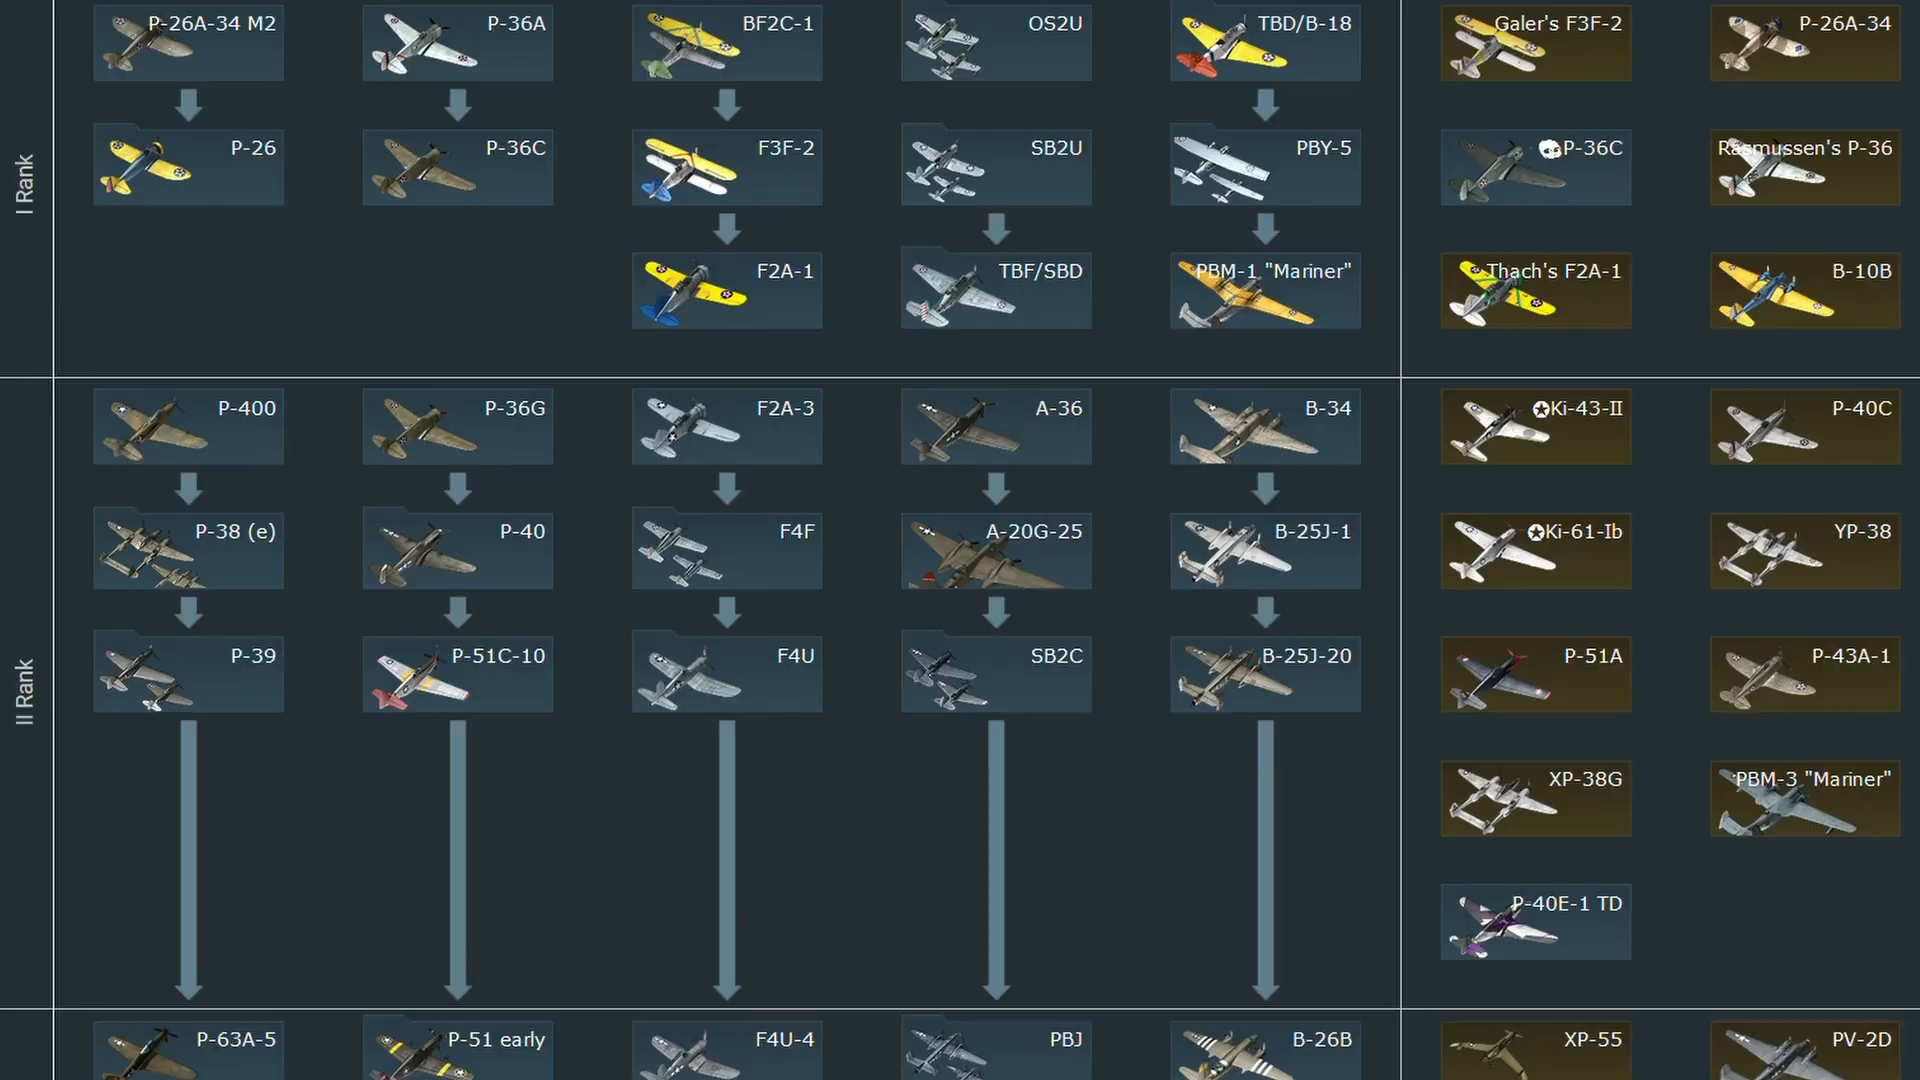 P-26A-34 M2
P-36A
BF2C-1
OS2U
TBD/B-18
Galer's F3F-2
P-26A-34
I Rank
P-26
P-36C
F3F-2
SB2U
PBY-5
P-36C
Rasmussen's P-36
F2A-1
TBF/SBD
PBM-1 "Mariner"
Thach's F2A-1
B-10B
II Rank
P-400
P-36G
F2A-3
A-36
B-34
Ki-43-II
P-40C
P-38 (e)
P-40
F4F
A-20G-25
B-25J-1
Ki-61-Ib
YP-38
P-39
P-51C-10
F4U
SB2C
B-25J-20
P-51A
P-43A-1
XP-38G
PBM-3 "Mariner"
P-40E-1 TD
P-63A-5
P-51 early
F4U-4
PBJ
B-26B
XP-55
PV-2D